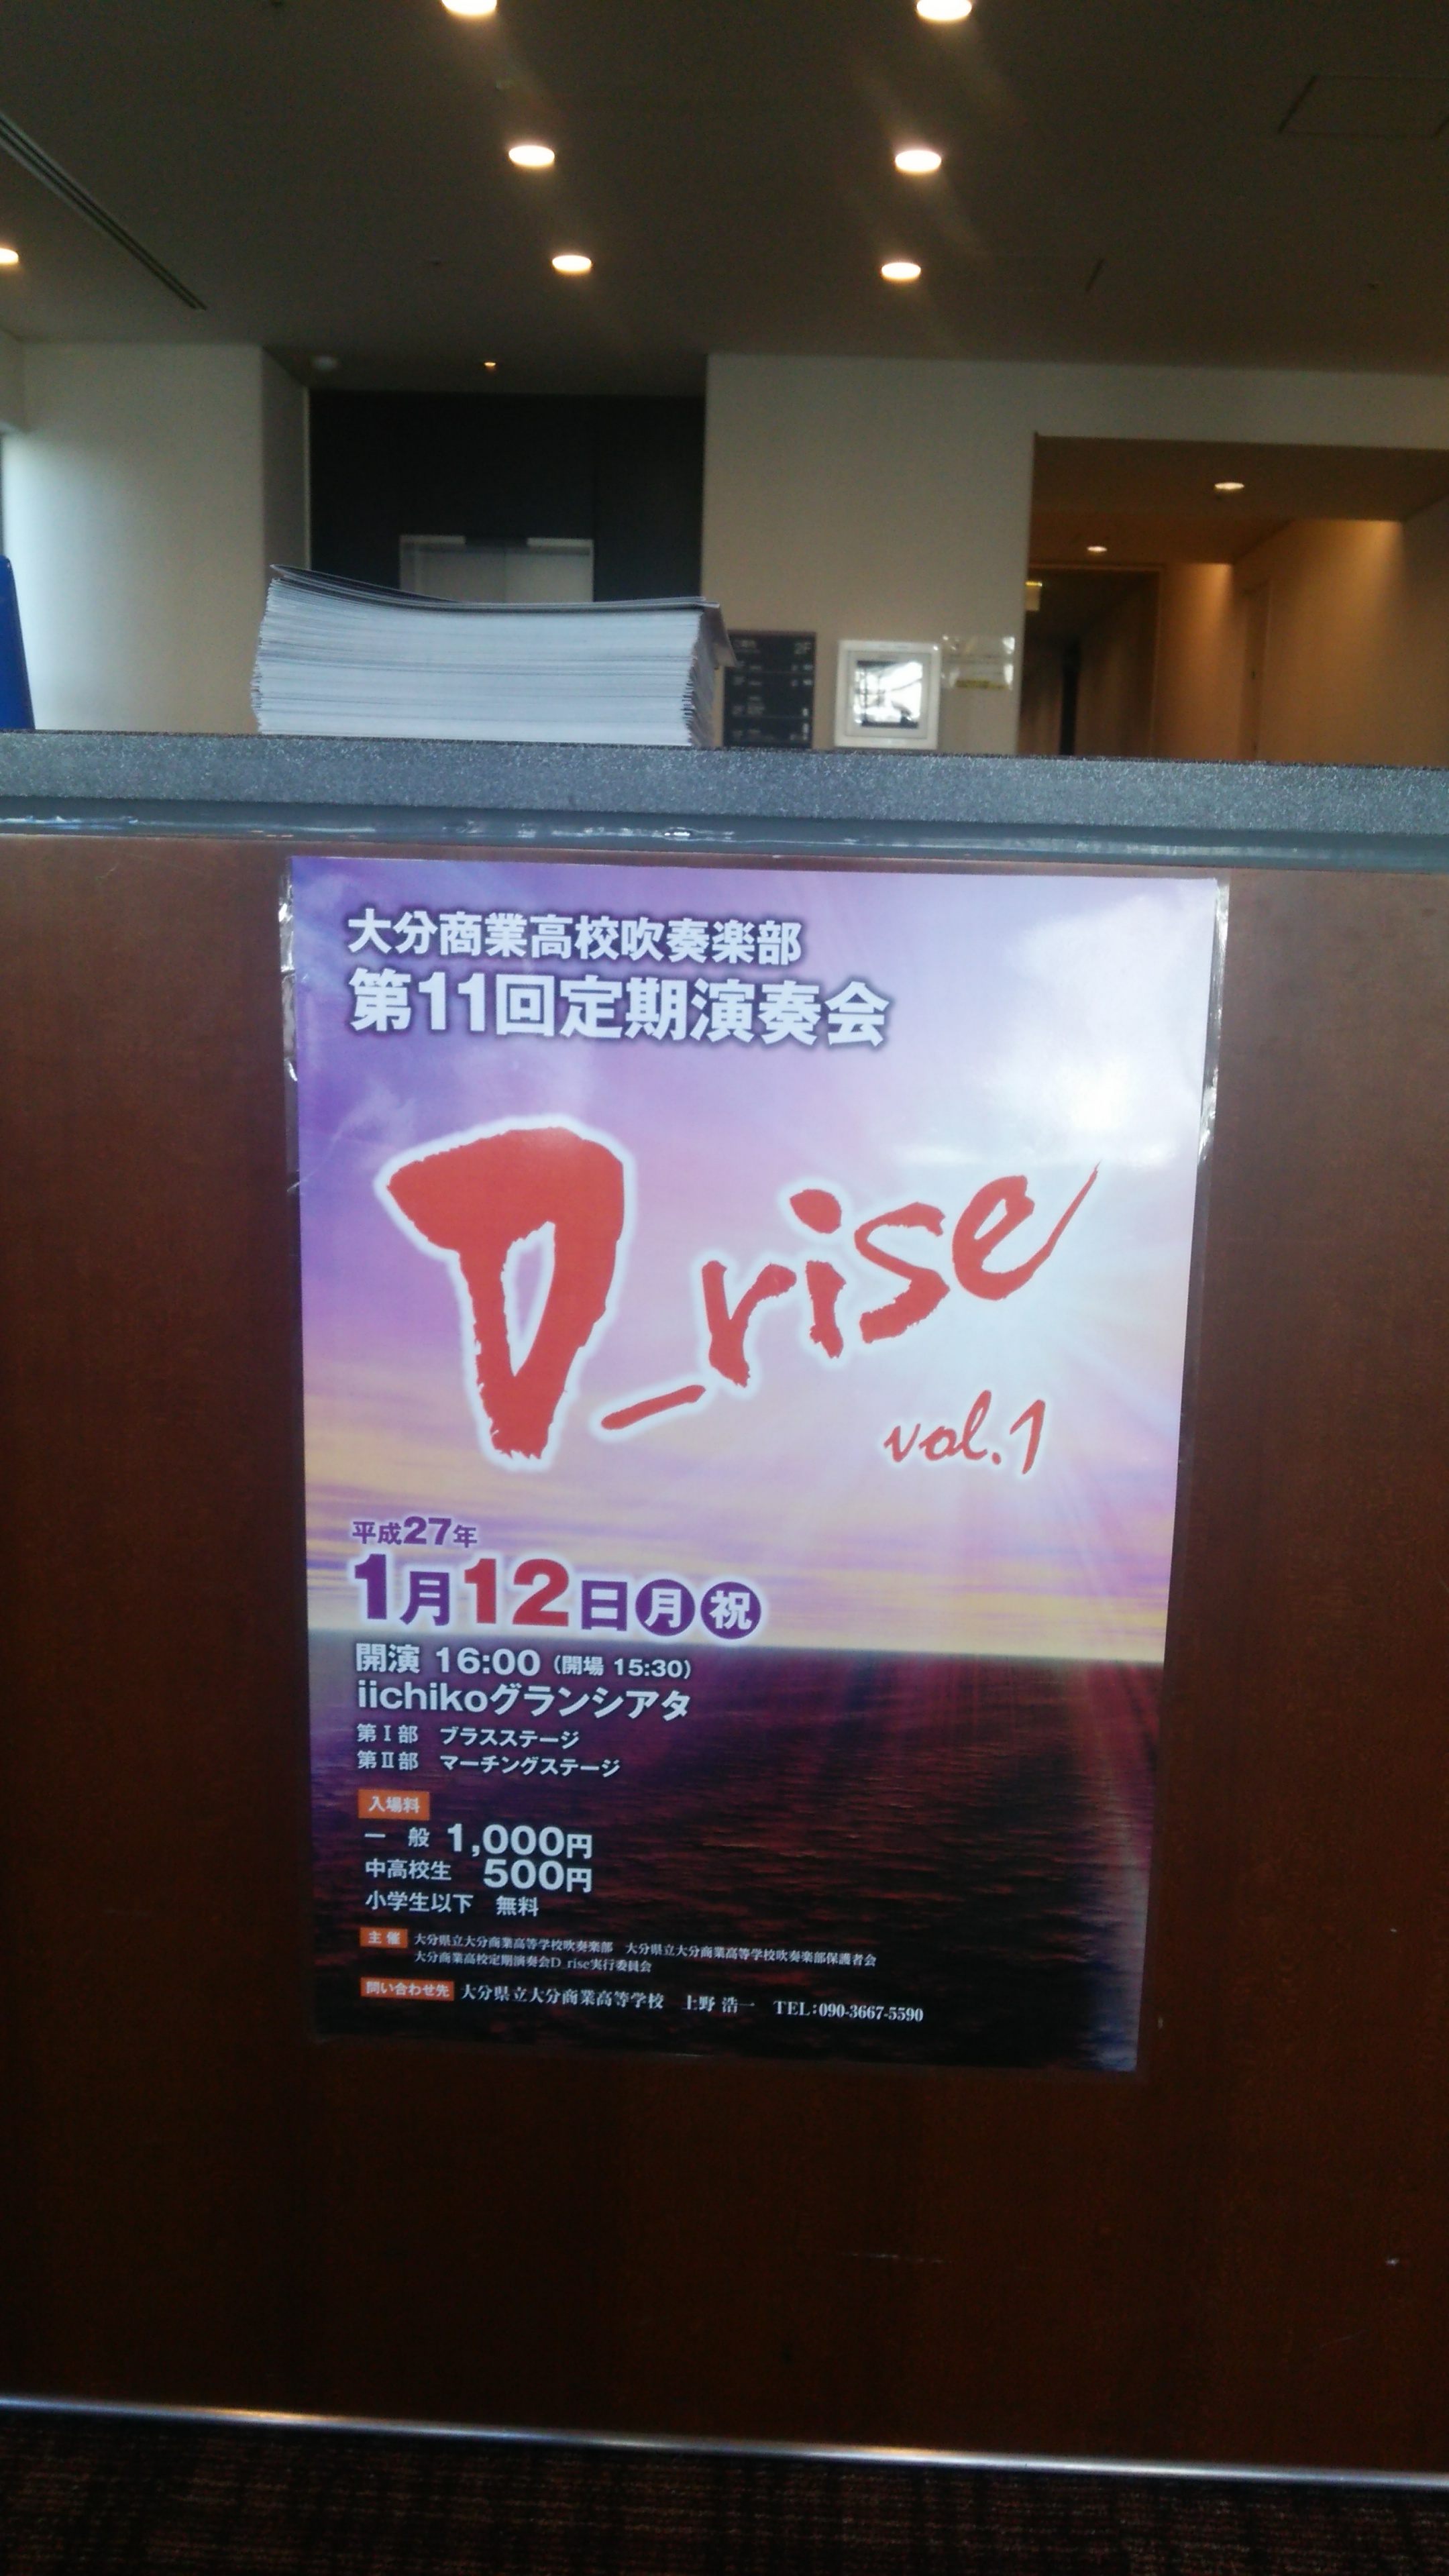 2F
大分商業高校吹奏楽部
第11回定期演奏会
D_rise
vol.1
平成27年
1月12日月祝
開演 16:00 (開場 15:30)
iichikoグランシアタ
第Ⅰ部 ブラスステージ
第Ⅱ部 マーチングステージ
入場料
一般 1,000円
中高校生 500円
小学生以下 無料
主催 大分県立大分商業高等学校吹奏楽部 大分県立大分商業高等学校吹奏楽部保護者会
大分商業高校定期演奏会D_rise実行委員会
問い合わせ先 大分県立大分商業高等学校 上野 浩一 TEL:090-3667-5590